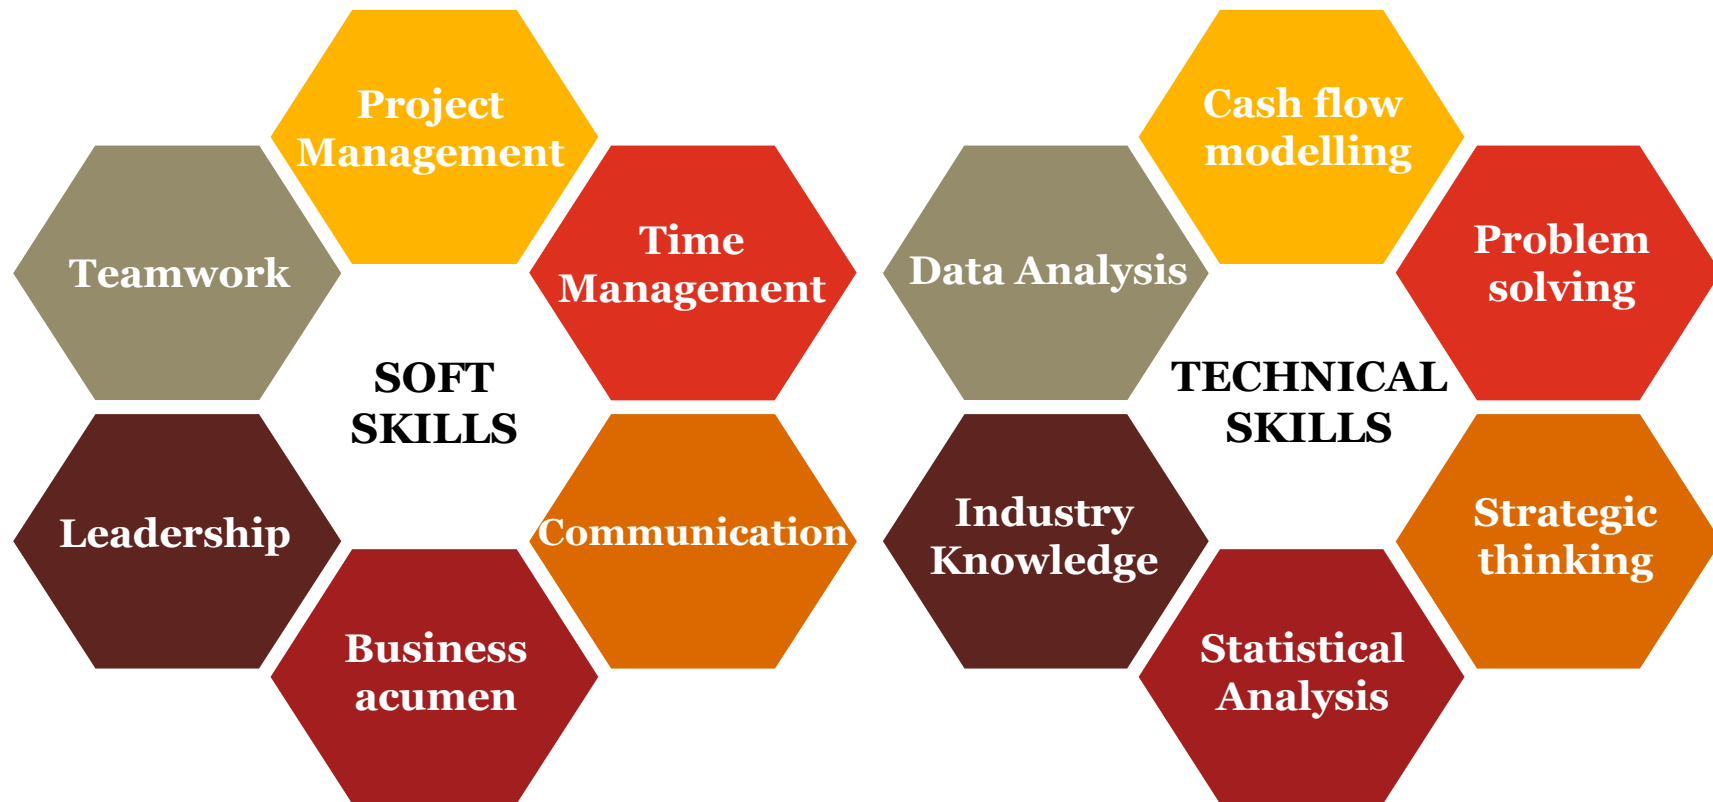 Project
Management
Time
Management
Teamwork
SOFT
SKILLS
Communication
Leadership
Business
acumen
Cash flow
modelling
Problem
solving
Data Analysis
TECHNICAL
SKILLS
Strategic
thinking
Industry
Knowledge
Statistical
Analysis